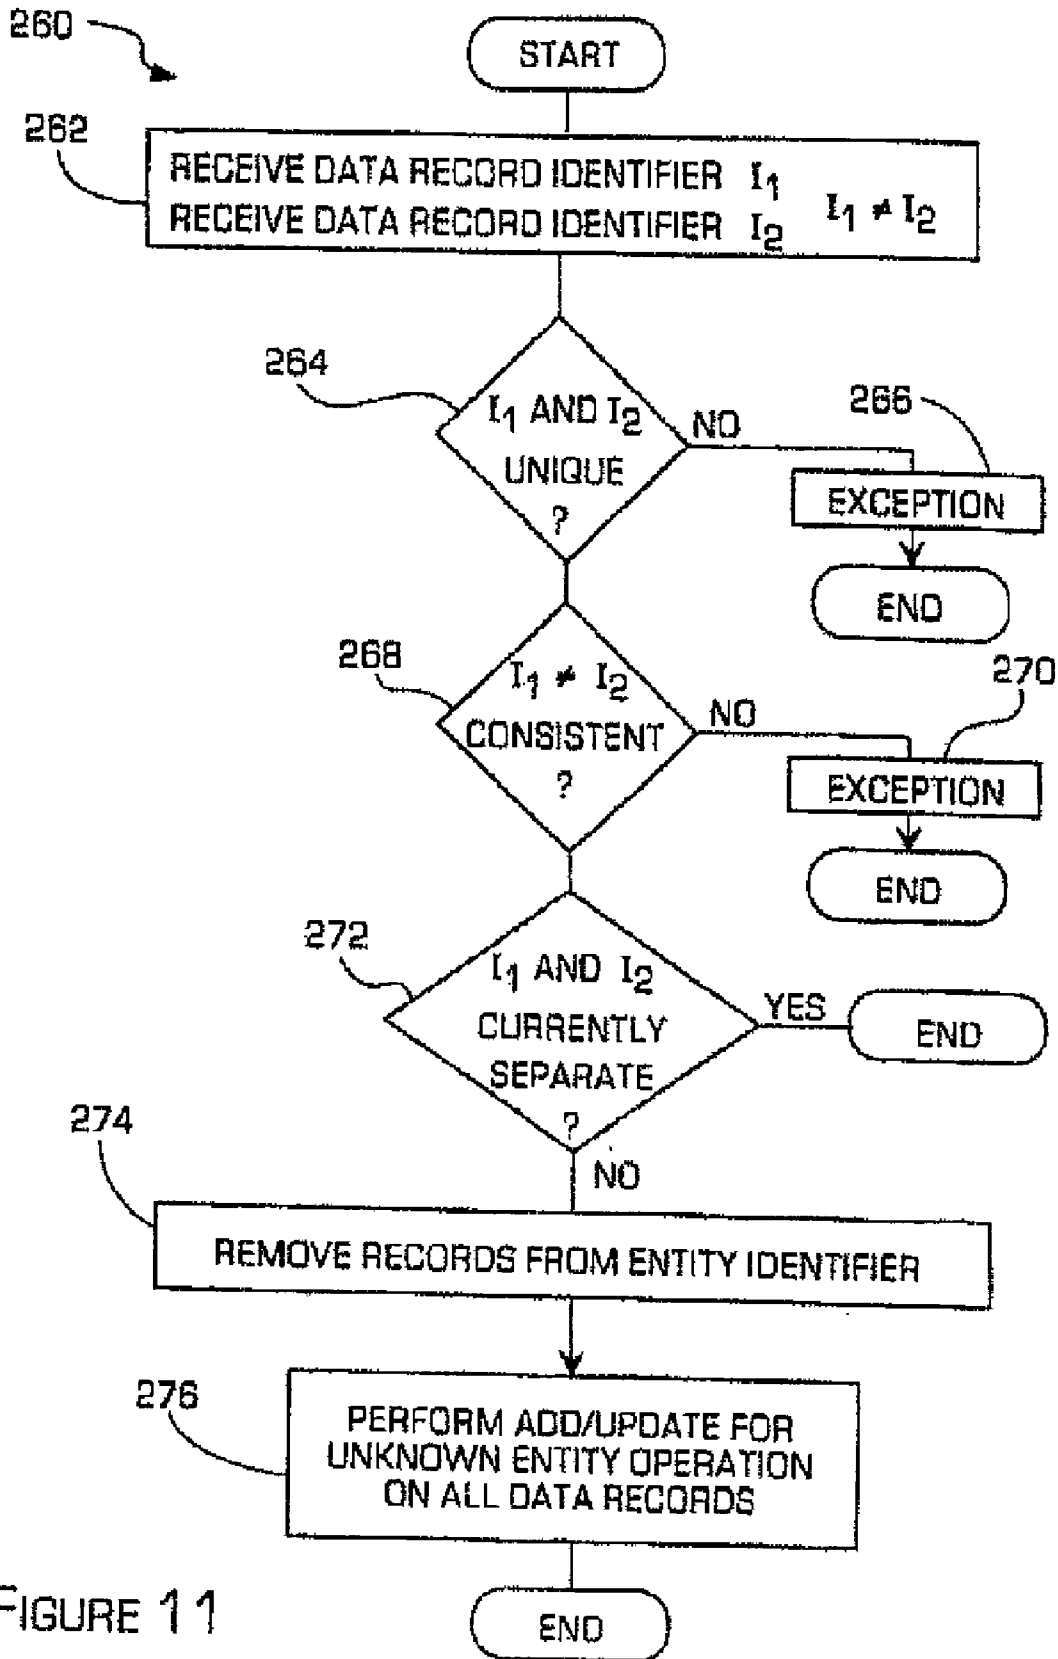 260
START
262
RECEIVE DATA RECORD IDENTIFIER I1
RECEIVE DATA RECORD IDENTIFIER I2
I1 ≠ I2
264
I1 AND I2
UNIQUE
?
NO
266
EXCEPTION
END
268
I1 ≠ I2
CONSISTENT
?
NO
270
EXCEPTION
END
272
I1 AND I2
CURRENTLY
SEPARATE
?
YES
END
NO
274
REMOVE RECORDS FROM ENTITY IDENTIFIER
276
PERFORM ADD/UPDATE FOR
UNKNOWN ENTITY OPERATION
ON ALL DATA RECORDS
END
FIGURE 11